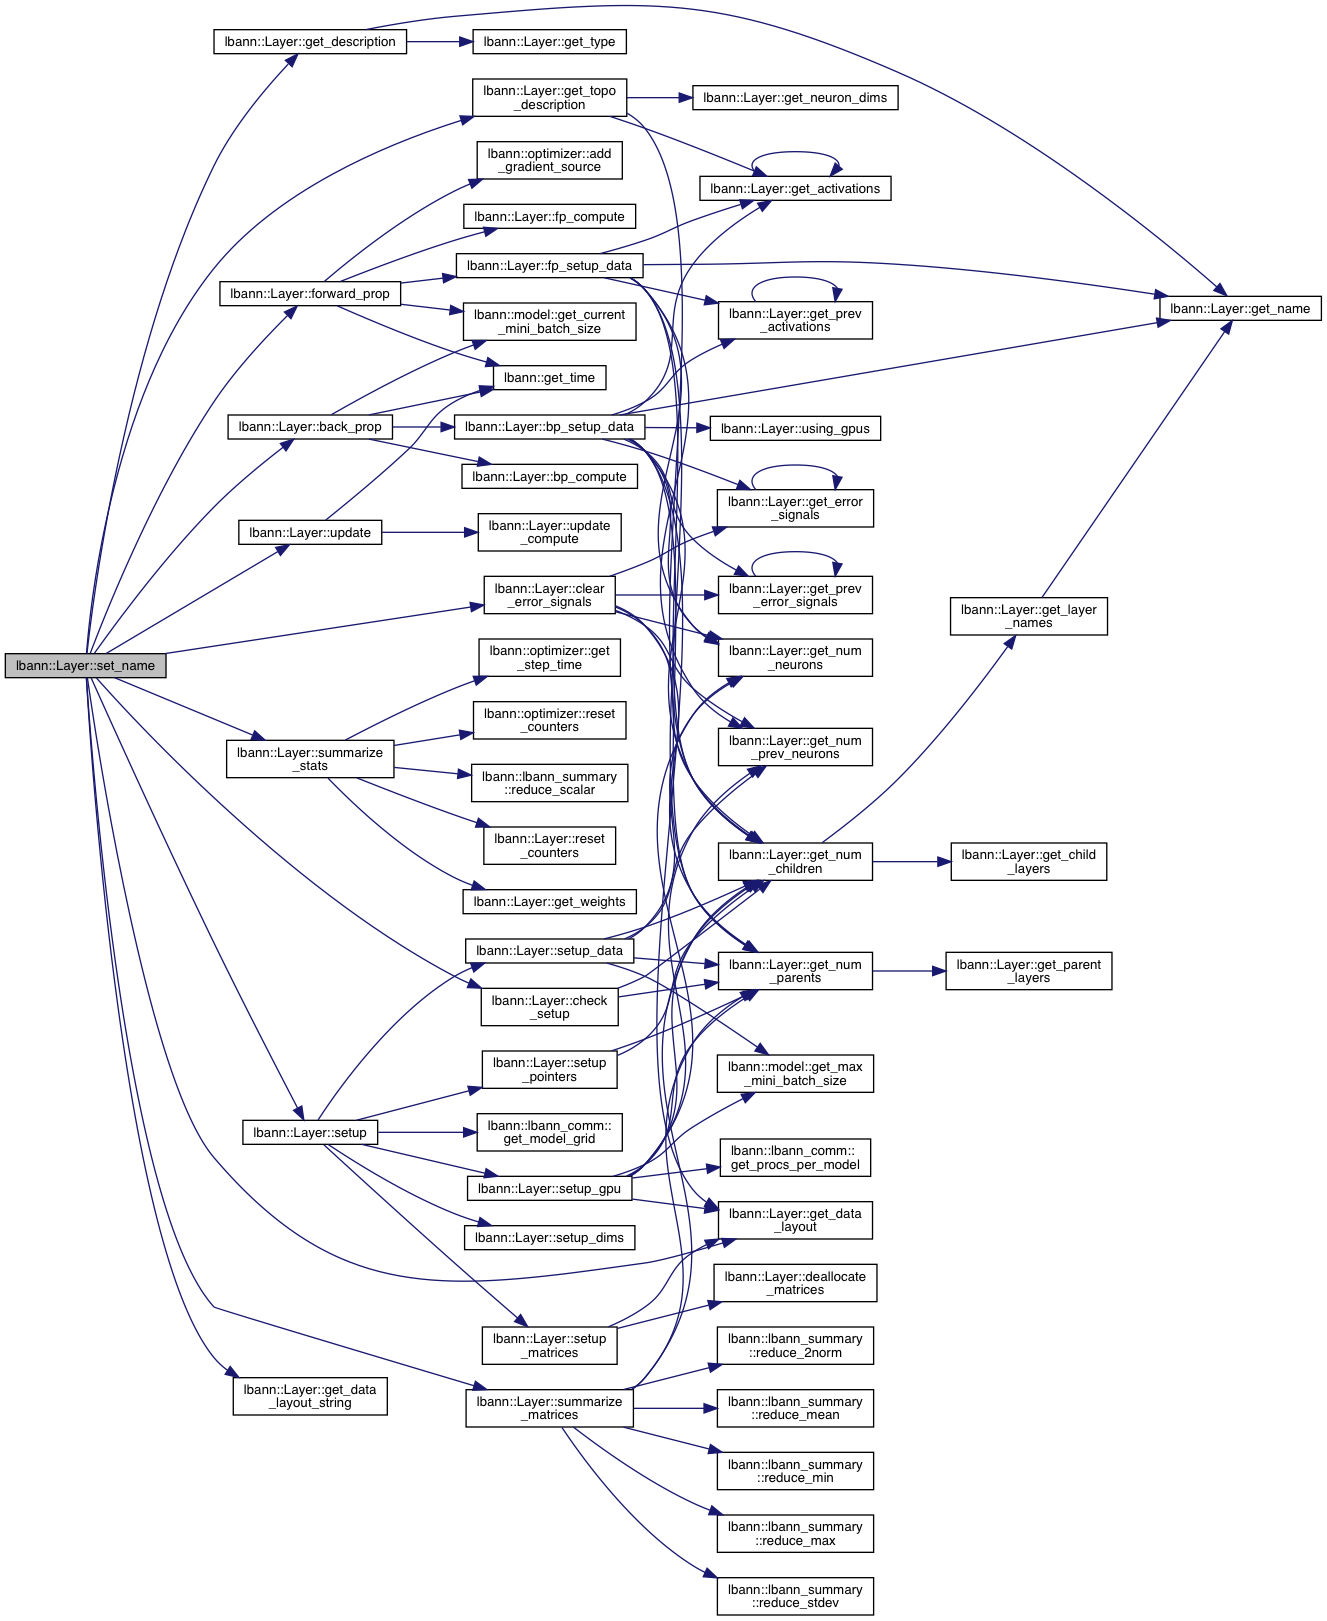 lbann::Layer::set_name
lbann::Layer::get_description
lbann::Layer::forward_prop
lbann::Layer::back_prop
lbann::Layer::update
lbann::Layer::summarize
_stats
lbann::Layer::setup
lbann::Layer::get_data
_layout_string
lbann::Layer::get_type
lbann::Layer::get_topo
_description
lbann::optimizer::add
_gradient_source
lbann::Layer::fp_compute
lbann::Layer::fp_setup_data
lbann::model::get_current
_mini_batch_size
lbann::get_time
lbann::Layer::bp_setup_data
lbann::Layer::bp_compute
lbann::Layer::update
_compute
lbann::Layer::clear
_error_signals
lbann::optimizer::get
_step_time
lbann::optimizer::reset
_counters
lbann::lbann_summary
::reduce_scalar
lbann::Layer::reset
_counters
lbann::Layer::get_weights
lbann::Layer::setup_data
lbann::Layer::check
_setup
lbann::Layer::setup
_pointers
lbann::lbann_comm::
get_model_grid
lbann::Layer::setup_gpu
lbann::Layer::setup_dims
lbann::Layer::setup
_matrices
lbann::Layer::summarize
_matrices
lbann::Layer::get_neuron_dims
lbann::Layer::get_activations
lbann::Layer::get_prev
_activations
lbann::Layer::using_gpus
lbann::Layer::get_error
_signals
lbann::Layer::get_prev
_error_signals
lbann::Layer::get_num
_neurons
lbann::Layer::get_num
_prev_neurons
lbann::Layer::get_num
_children
lbann::Layer::get_num
_parents
lbann::model::get_max
_mini_batch_size
lbann::lbann_comm::
get_procs_per_model
lbann::Layer::get_data
_layout
lbann::Layer::deallocate
_matrices
lbann::lbann_summary
::reduce_2norm
lbann::lbann_summary
::reduce_mean
lbann::lbann_summary
::reduce_min
lbann::lbann_summary
::reduce_max
lbann::lbann_summary
::reduce_stdev
lbann::Layer::get_layer
_names
lbann::Layer::get_child
_layers
lbann::Layer::get_parent
_layers
lbann::Layer::get_name